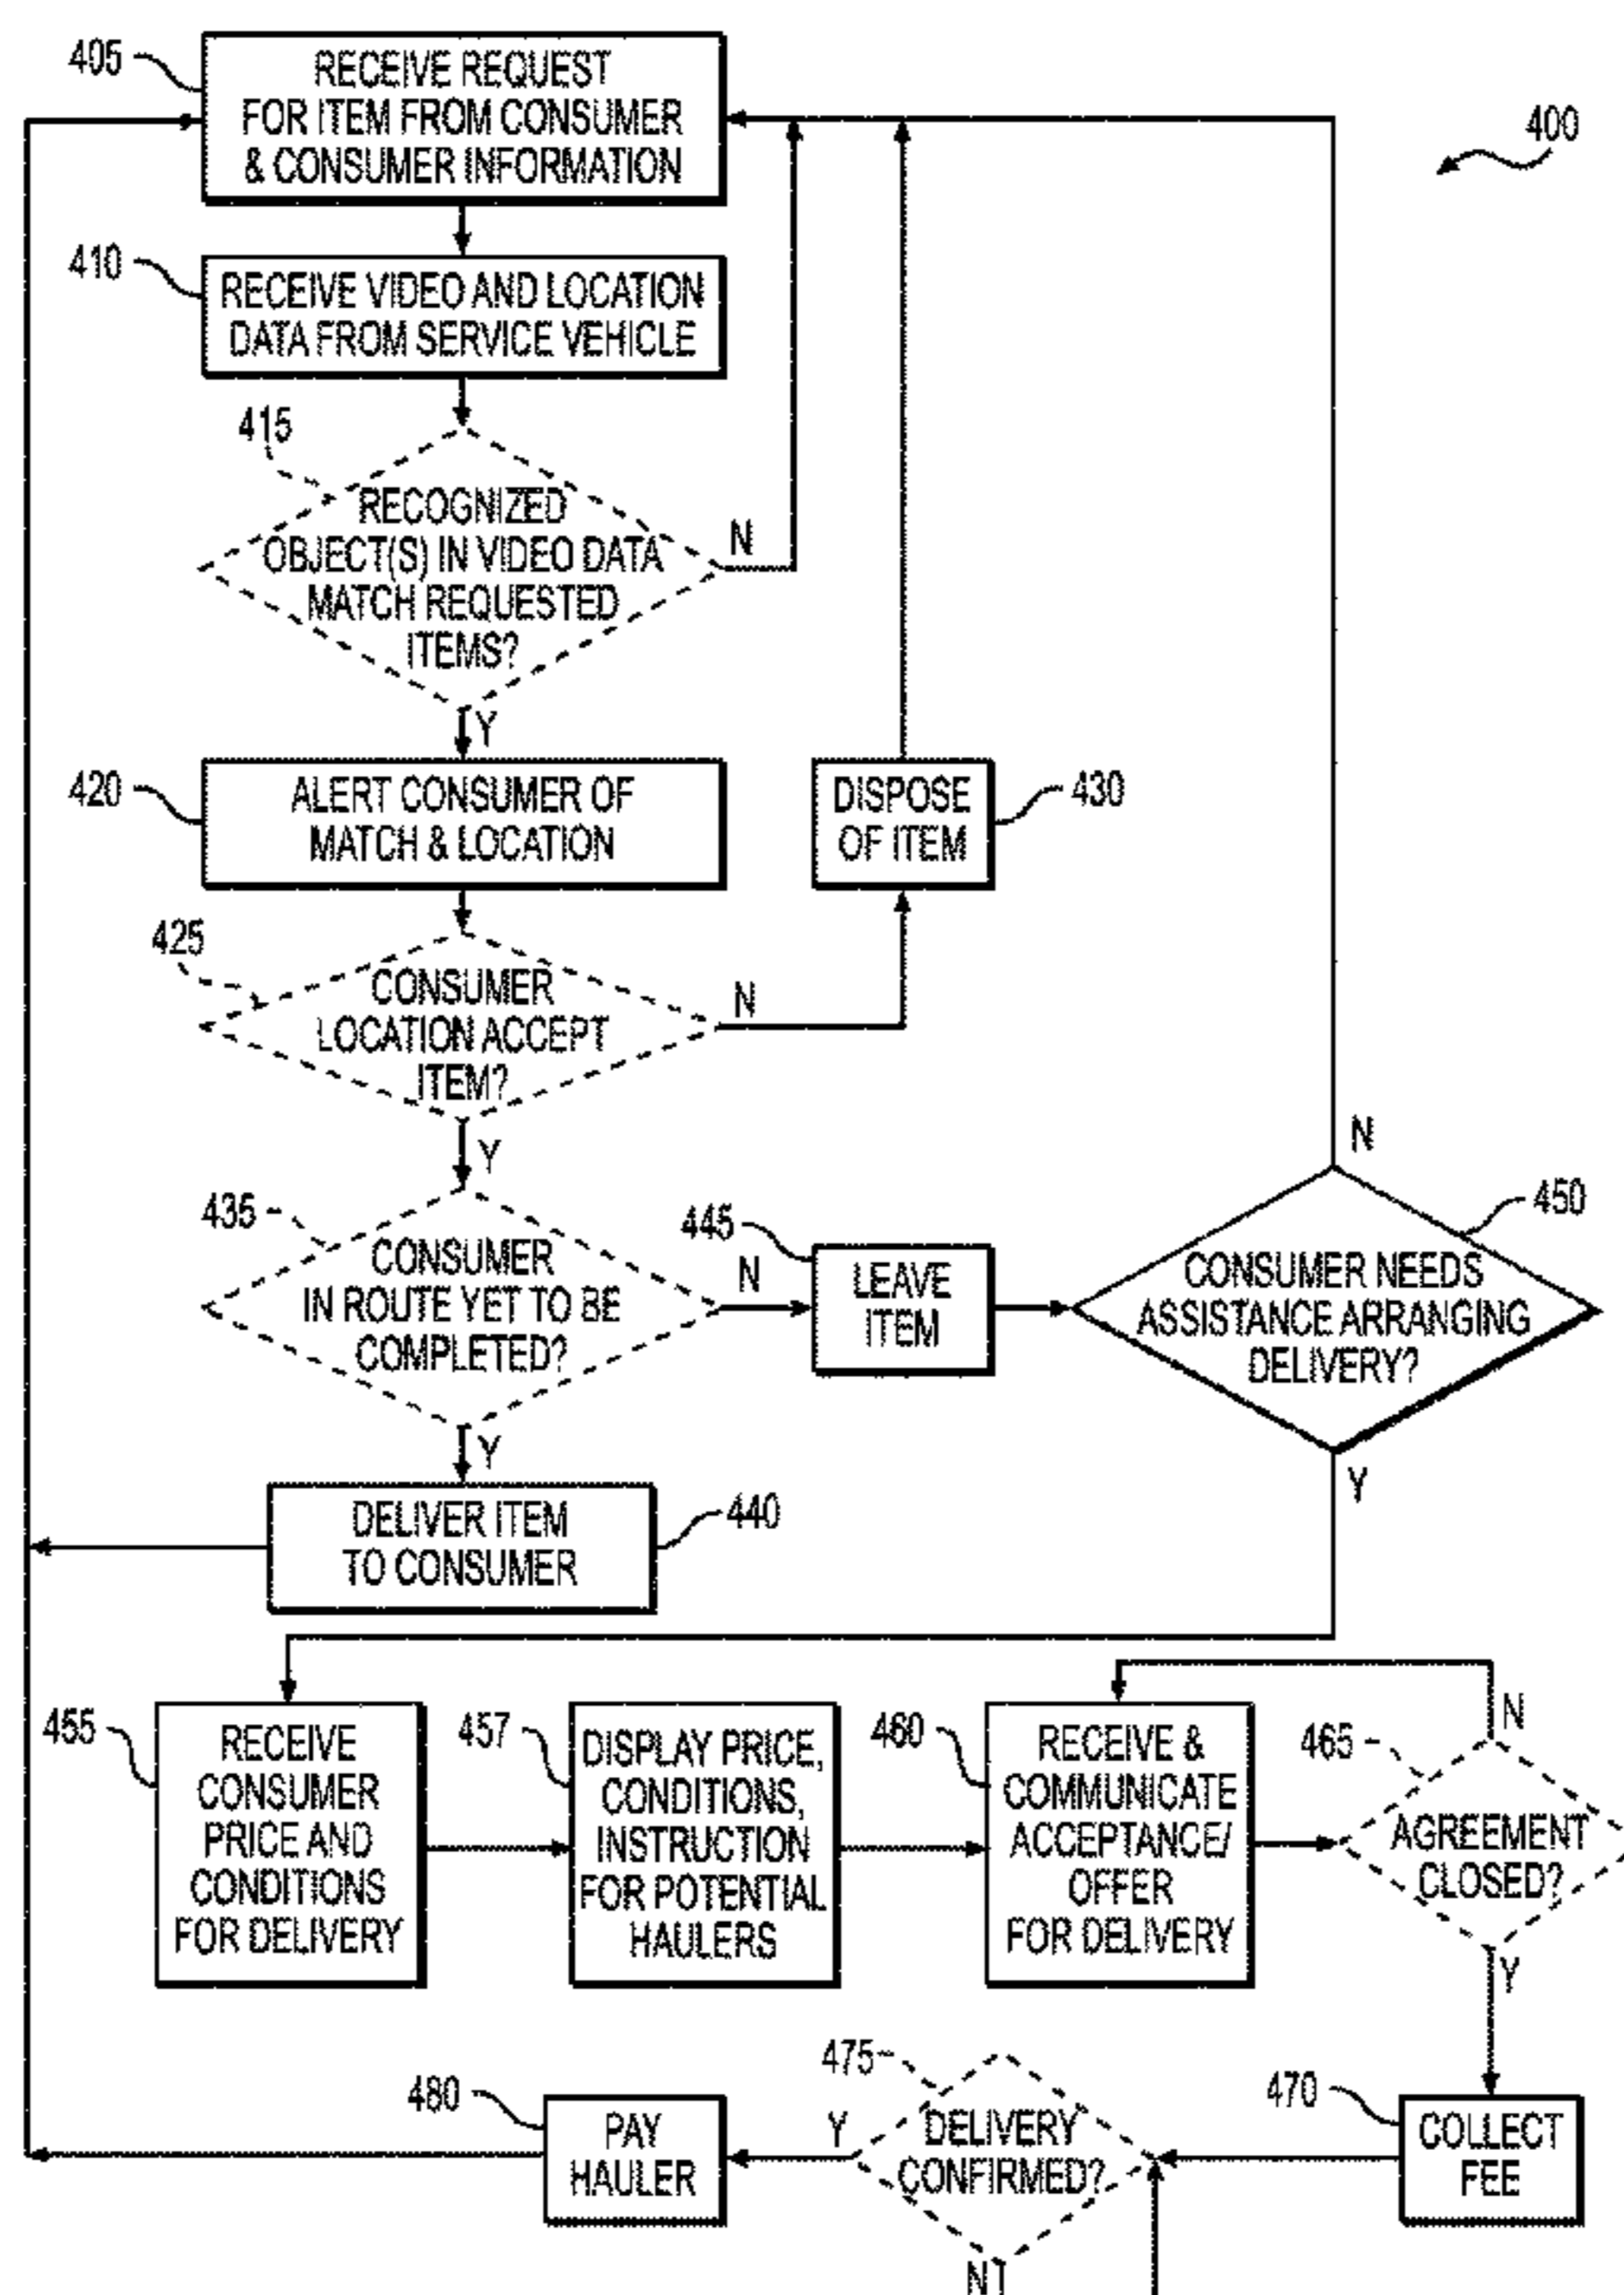 405
RECEIVE REQUEST
FOR ITEM FROM CONSUMER
& CONSUMER INFORMATION
400
410
RECEIVE VIDEO AND LOCATION
DATA FROM SERVICE VEHICLE
415
RECOGNIZED
OBJECT(S) IN VIDEO DATA
MATCH REQUESTED
ITEMS?
N
Y
420
ALERT CONSUMER OF
MATCH & LOCATION
DISPOSE
OF ITEM
430
425
CONSUMER
LOCATION ACCEPT
ITEM?
N
Y
435
CONSUMER
IN ROUTE YET TO BE
COMPLETED?
N
Y
445
LEAVE
ITEM
N
450
CONSUMER NEEDS
ASSISTANCE ARRANGING
DELIVERY?
Y
DELIVER ITEM
TO CONSUMER
440
455
RECEIVE
CONSUMER
PRICE AND
CONDITIONS
FOR DELIVERY
457
DISPLAY PRICE,
CONDITIONS,
INSTRUCTION
FOR POTENTIAL
HAULERS
460
RECEIVE &
COMMUNICATE
ACCEPTANCE/
OFFER
FOR DELIVERY
465
N
AGREEMENT
CLOSED?
Y
470
COLLECT
FEE
475
DELIVERY
CONFIRMED?
Y
N
480
PAY
HAULER